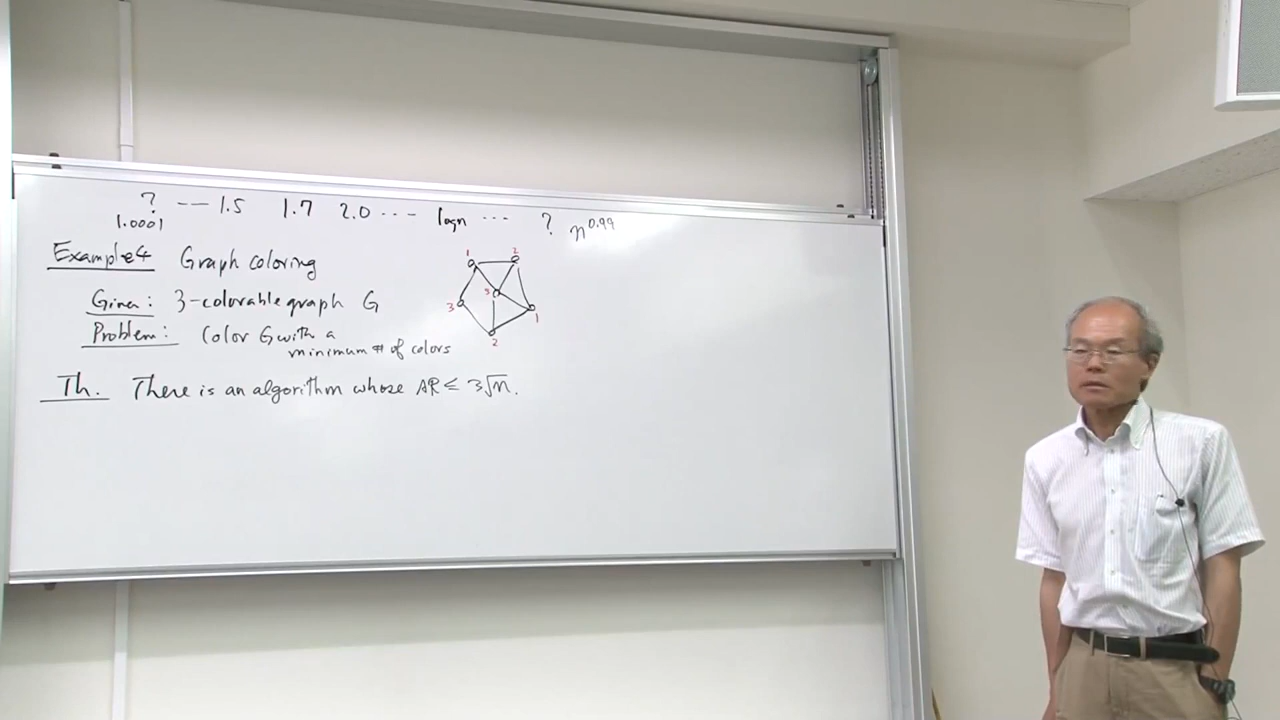 ? --- 1.5 1.7 2.0 ... log n ... ? n^0.99
1.0001
Example 4 Graph coloring
Given: 3-colorable graph G
Problem: Color G with a
minimum # of colors
1 2
3 3 1
2
Th. There is an algorithm whose AR ≤ 3√n.